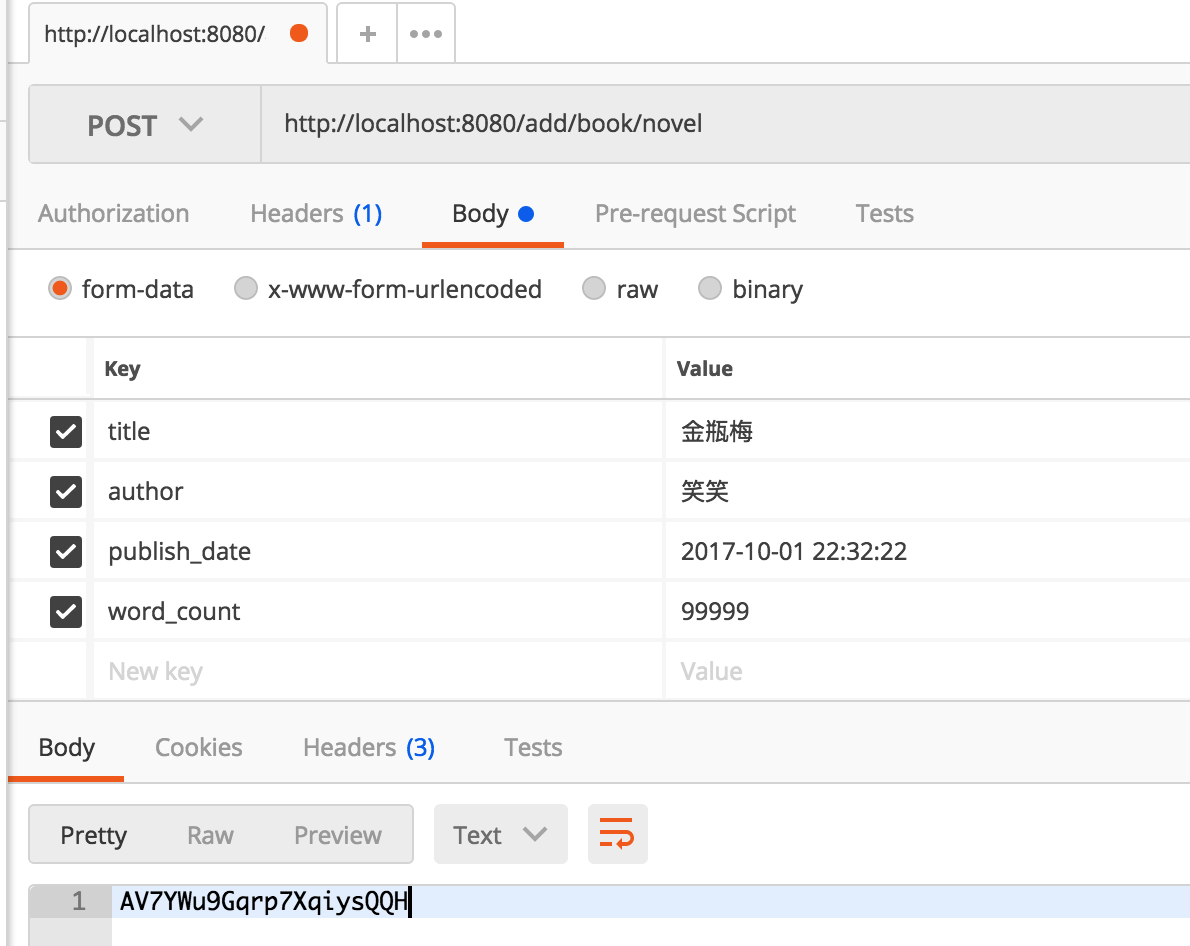 http://localhost:8080/
POST http://localhost:8080/add/book/novel
Authorization Headers (1) Body Pre-request Script Tests
form-data x-www-form-urlencoded raw binary
Key Value
title 金瓶梅
author 笑笑
publish_date 2017-10-01 22:32:22
word_count 99999
New key Value
Body Cookies Headers (3) Tests
Pretty Raw Preview Text
1 AV7YWu9Gqrp7XqiysQQH